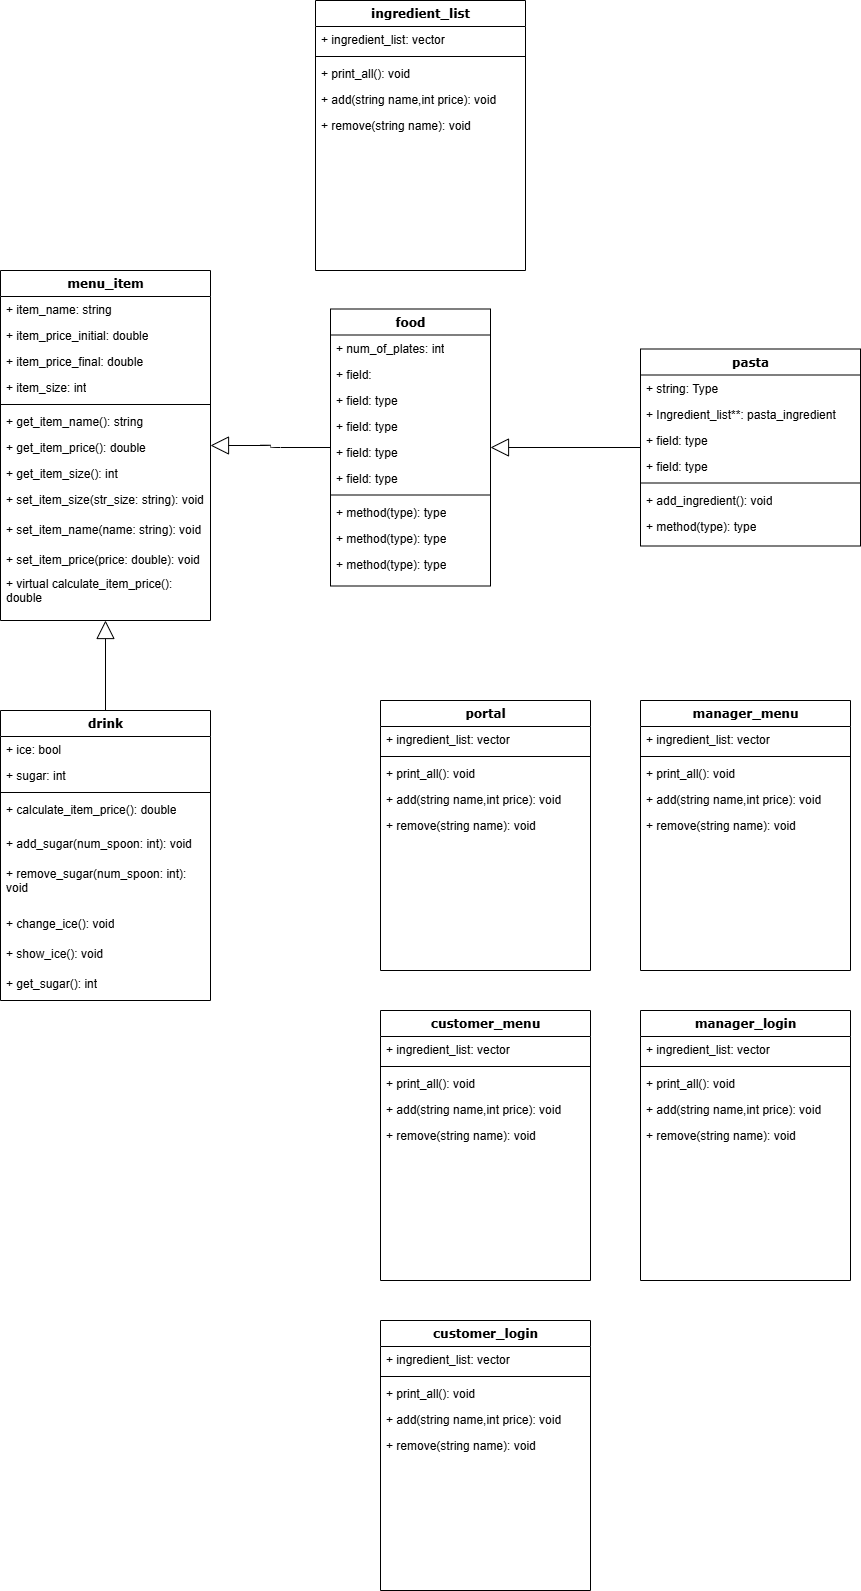 ingredient_list
+ ingredient_list: vector
+ print_all(): void
+ add(string name,int price): void
+ remove(string name): void
menu_item
+ item_name: string
+ item_price_initial: double
+ item_price_final: double
+ item_size: int
+ get_item_name(): string
+ get_item_price(): double
+ get_item_size(): int
+ set_item_size(str_size: string): void
+ set_item_name(name: string): void
+ set_item_price(price: double): void
+ virtual calculate_item_price():
double
food
+ num_of_plates: int
+ field:
+ field: type
+ field: type
+ field: type
+ field: type
+ method(type): type
+ method(type): type
+ method(type): type
pasta
+ string: Type
+ Ingredient_list**: pasta_ingredient
+ field: type
+ field: type
+ add_ingredient(): void
+ method(type): type
drink
+ ice: bool
+ sugar: int
+ calculate_item_price(): double
+ add_sugar(num_spoon: int): void
+ remove_sugar(num_spoon: int):
void
+ change_ice(): void
+ show_ice(): void
+ get_sugar(): int
portal
+ ingredient_list: vector
+ print_all(): void
+ add(string name,int price): void
+ remove(string name): void
manager_menu
+ ingredient_list: vector
+ print_all(): void
+ add(string name,int price): void
+ remove(string name): void
customer_menu
+ ingredient_list: vector
+ print_all(): void
+ add(string name,int price): void
+ remove(string name): void
manager_login
+ ingredient_list: vector
+ print_all(): void
+ add(string name,int price): void
+ remove(string name): void
customer_login
+ ingredient_list: vector
+ print_all(): void
+ add(string name,int price): void
+ remove(string name): void